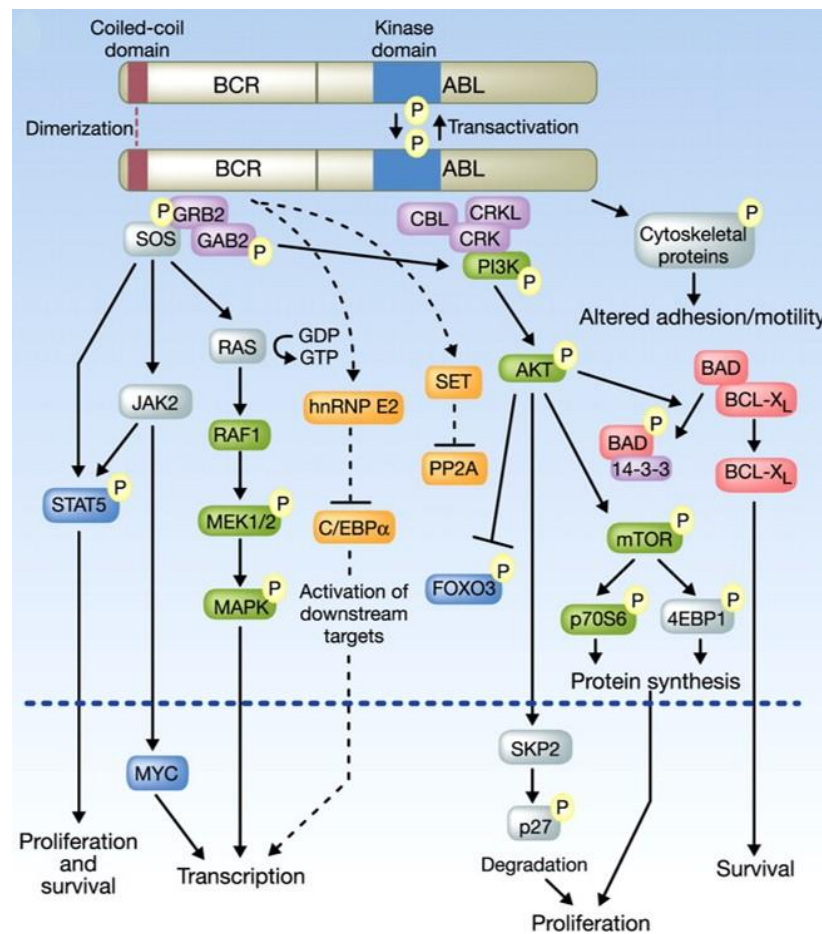 Coiled-coil
domain
Kinase
domain
BCR
ABL
P
Dimerization
P
Transactivation
BCR
ABL
P
GRB2
SOS
GAB2
P
CBL
CRKL
CRK
PI3K
P
P
Cytoskeletal
proteins
Altered adhesion/motility
RAS
GDP
GTP
JAK2
hnRNP E2
SET
AKT
P
BAD
BCL-XL
RAF1
PP2A
P
BAD
14-3-3
BCL-XL
STAT5
P
MEK1/2
P
C/EBPα
mTOR
P
MAPK
P
Activation of
downstream
targets
FOXO3
P
p70S6
P
4EBP1
P
Protein synthesis
MYC
SKP2
p27
P
Proliferation
and
survival
Transcription
Degradation
Survival
Proliferation